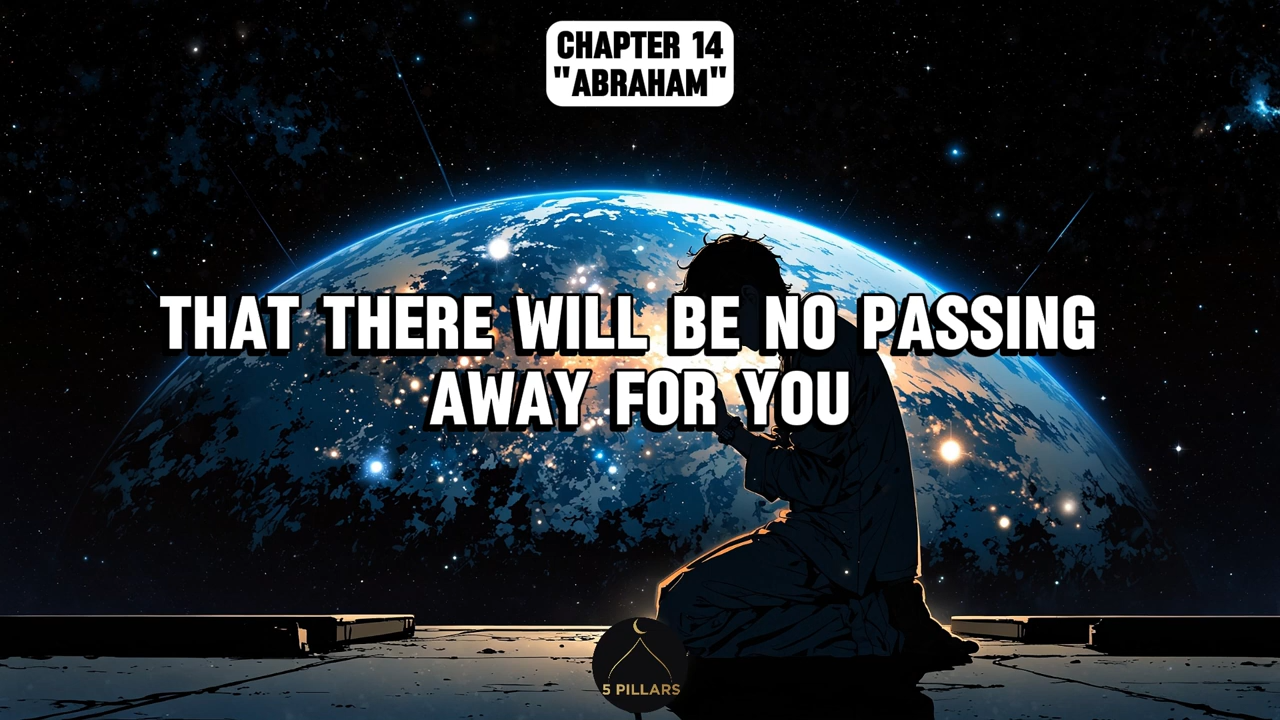 CHAPTER 14
"ABRAHAM"
THAT THERE WILL BE NO PASSING
AWAY FOR YOU
5 PILLARS